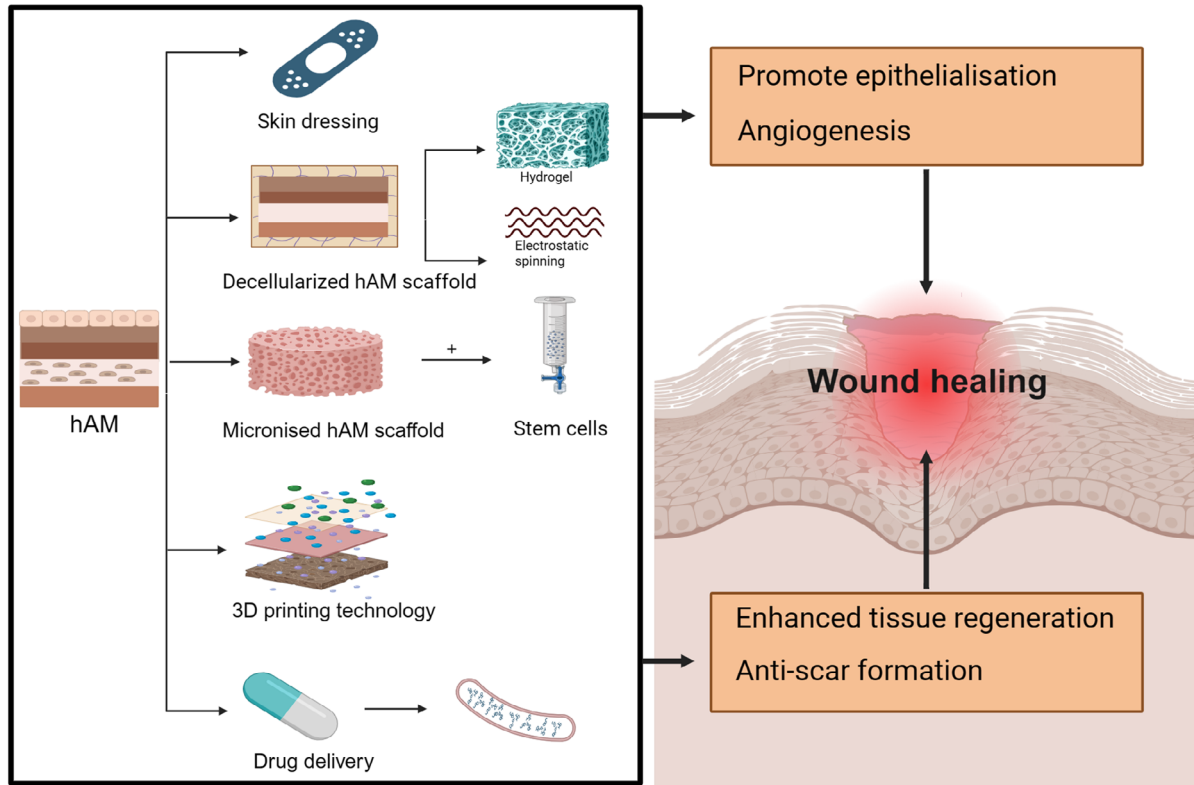 Skin dressing
Hydrogel
Electrostatic
spinning
Decellularized hAM scaffold
hAM
+
Micronised hAM scaffold
Stem cells
3D printing technology
Drug delivery
Promote epithelialisation
Angiogenesis
Wound healing
Enhanced tissue regeneration
Anti-scar formation